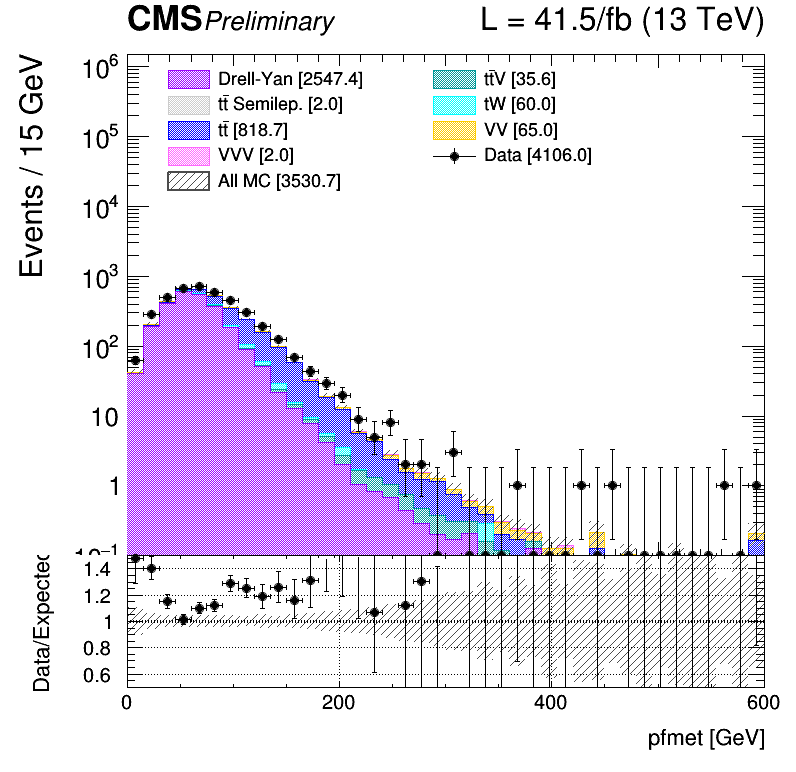 CMS Preliminary L = 41.5/fb (13 TeV)
Events / 15 GeV
10⁶
10⁵
10⁴
10³
10²
10
1
10⁻¹
Drell-Yan [2547.4]
tt̄ Semilep. [2.0]
tt̄ [818.7]
VVV [2.0]
All MC [3530.7]
tt̄V [35.6]
tW [60.0]
VV [65.0]
Data [4106.0]
Data/Expected
1.4
1.2
1
0.8
0.6
0 200 400 600
pfmet [GeV]